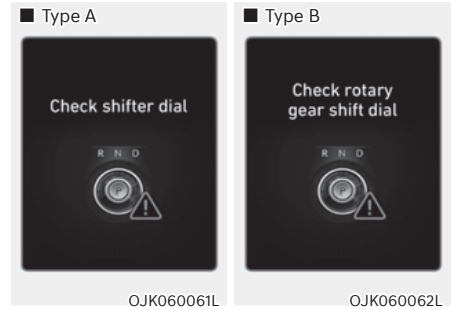 ■ Type A
Check shifter dial
R N D
P
OJK060061L
■ Type B
Check rotary
gear shift dial
R N D
P
OJK060062L